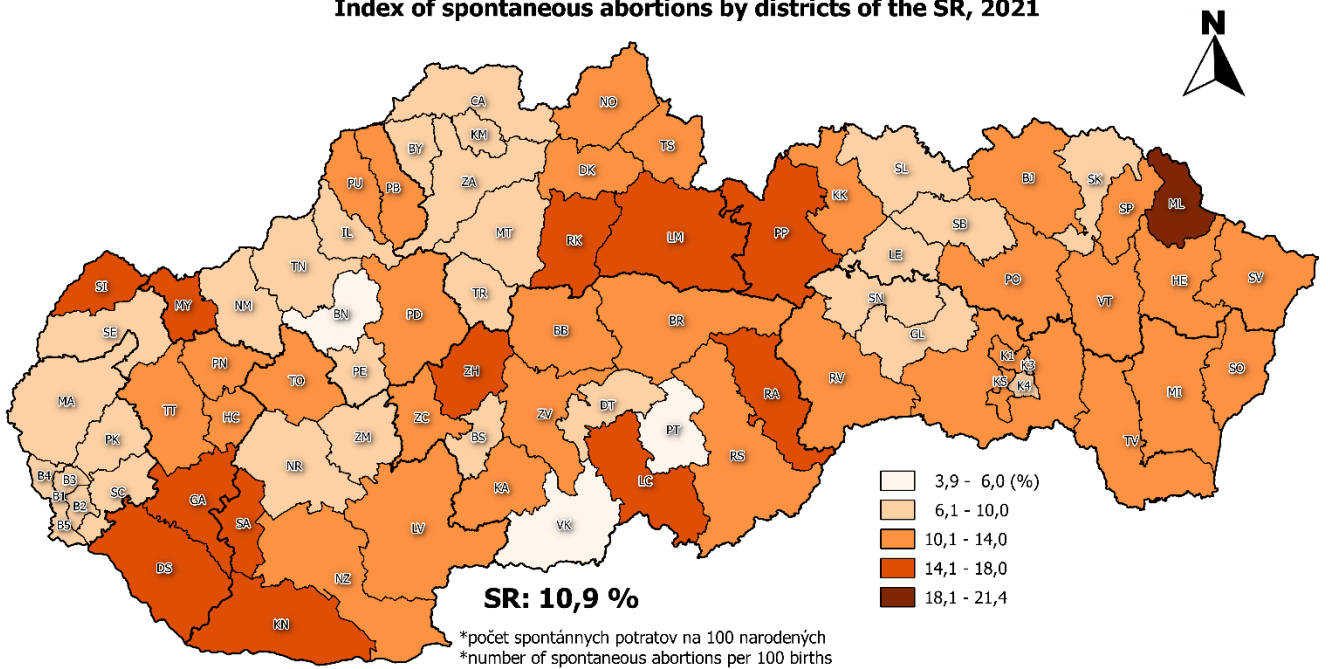 Index of spontaneous abortions by districts of the SR, 2021
N
CA
NO
KM
BY
TS
DK
PU
PB
ZA
SL
KK
BJ
SK
SP
ML
IL
MT
RK
LM
PP
SB
LE
TN
SI
MY
NM
BN
PD
TR
PO
VT
HE
SV
SN
SE
BB
BR
GL
PN
TO
PE
ZH
K1
K3
KS
K4
RV
SO
MI
MA
TT
HC
ZC
ZV
DT
RA
PK
ZM
BS
PT
TV
NR
RS
B4
B3
B1
B2
B5
SC
GA
SA
KA
LC
LV
VK
DS
NZ
KN
3,9 - 6,0 (%)
6,1 - 10,0
10,1 - 14,0
14,1 - 18,0
18,1 - 21,4
SR: 10,9 %
*počet spontánnych potratov na 100 narodených
*number of spontaneous abortions per 100 births